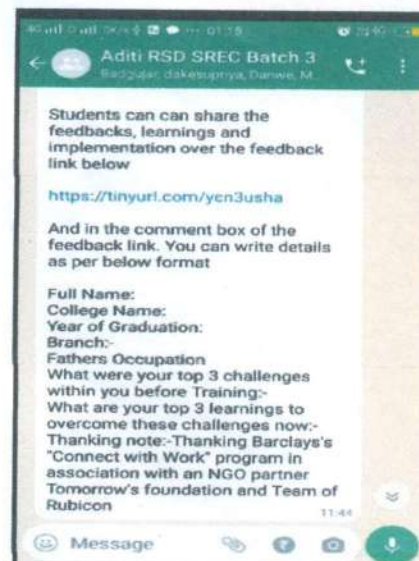 01:15
Aditi RSD SREC Batch 3
Students can can share the
feedbacks, learnings and
implementation over the feedback
link below
https://tinyurl.com/ycn3usha
And in the comment box of the
feedback link. You can write details
as per below format
Full Name:
College Name:
Year of Graduation:
Branch:-
Fathers Occupation
What were your top 3 challenges
within you before Training:-
What are your top 3 learnings to
overcome these challenges now:-
Thanking note:-Thanking Barclays's
"Connect with Work" program in
association with an NGO partner
Tomorrow's foundation and Team of
Rubicon
11:44
Message